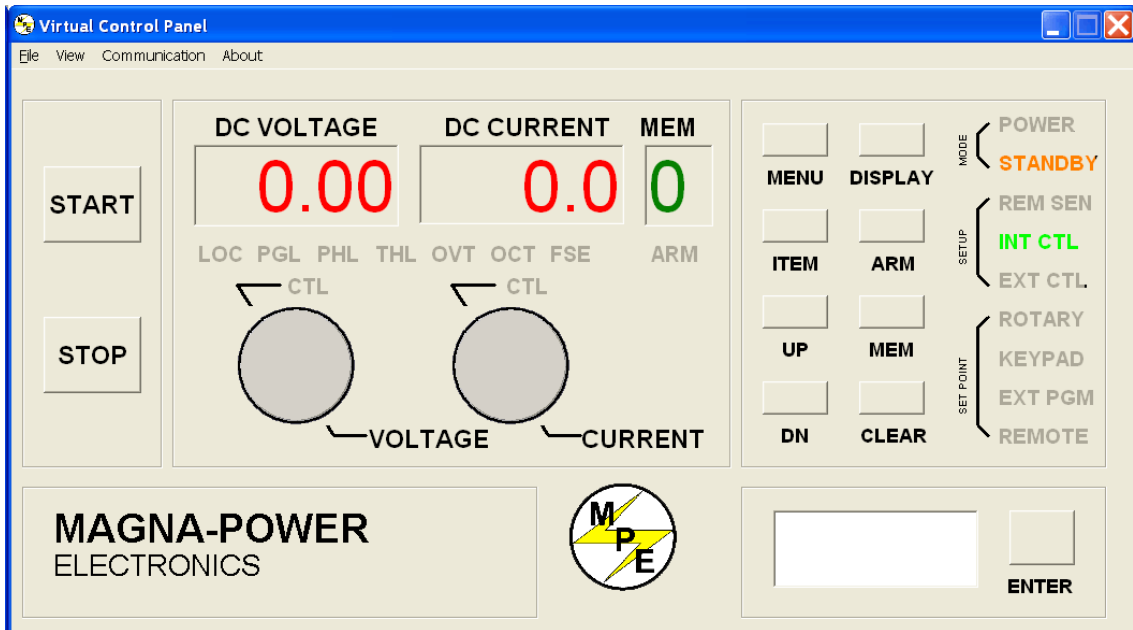 Virtual Control Panel
File View Communication About
START
STOP
DC VOLTAGE DC CURRENT MEM
0.00 0.0 0
LOC PGL PHL THL OVT OCT FSE ARM
CTL CTL
VOLTAGE CURRENT
MENU DISPLAY
ITEM ARM
UP MEM
DN CLEAR
MODE
POWER
STANDBY
SETUP
REM SEN
INT CTL
EXT CTL
SET POINT
ROTARY
KEYPAD
EXT PGM
REMOTE
MAGNA-POWER
ELECTRONICS
MPE
ENTER